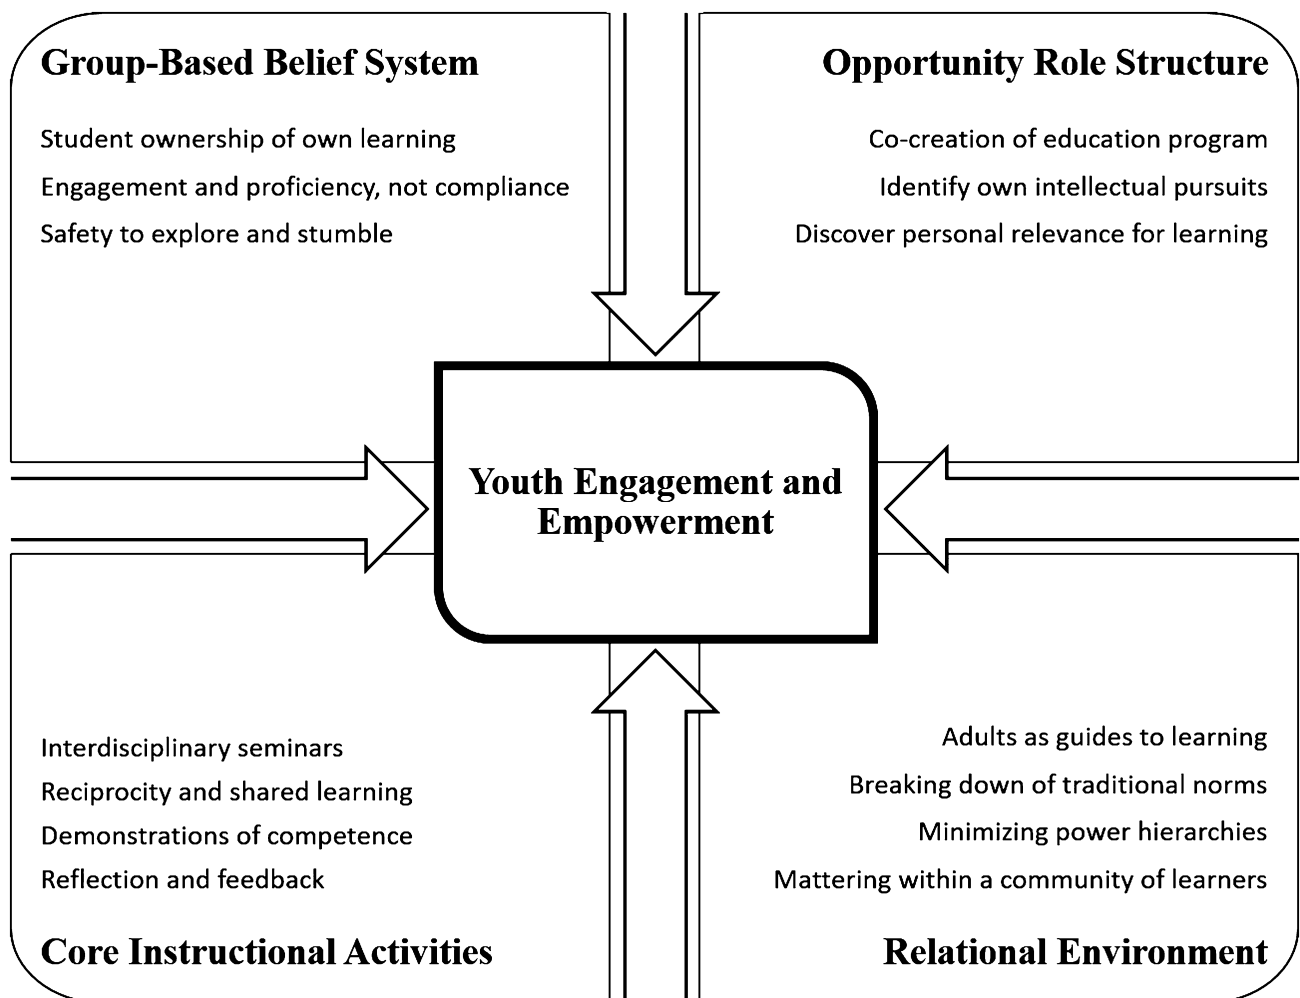 Group-Based Belief System
Student ownership of own learning
Engagement and proficiency, not compliance
Safety to explore and stumble
Opportunity Role Structure
Co-creation of education program
Identify own intellectual pursuits
Discover personal relevance for learning
Youth Engagement and
Empowerment
Interdisciplinary seminars
Reciprocity and shared learning
Demonstrations of competence
Reflection and feedback
Core Instructional Activities
Adults as guides to learning
Breaking down of traditional norms
Minimizing power hierarchies
Mattering within a community of learners
Relational Environment